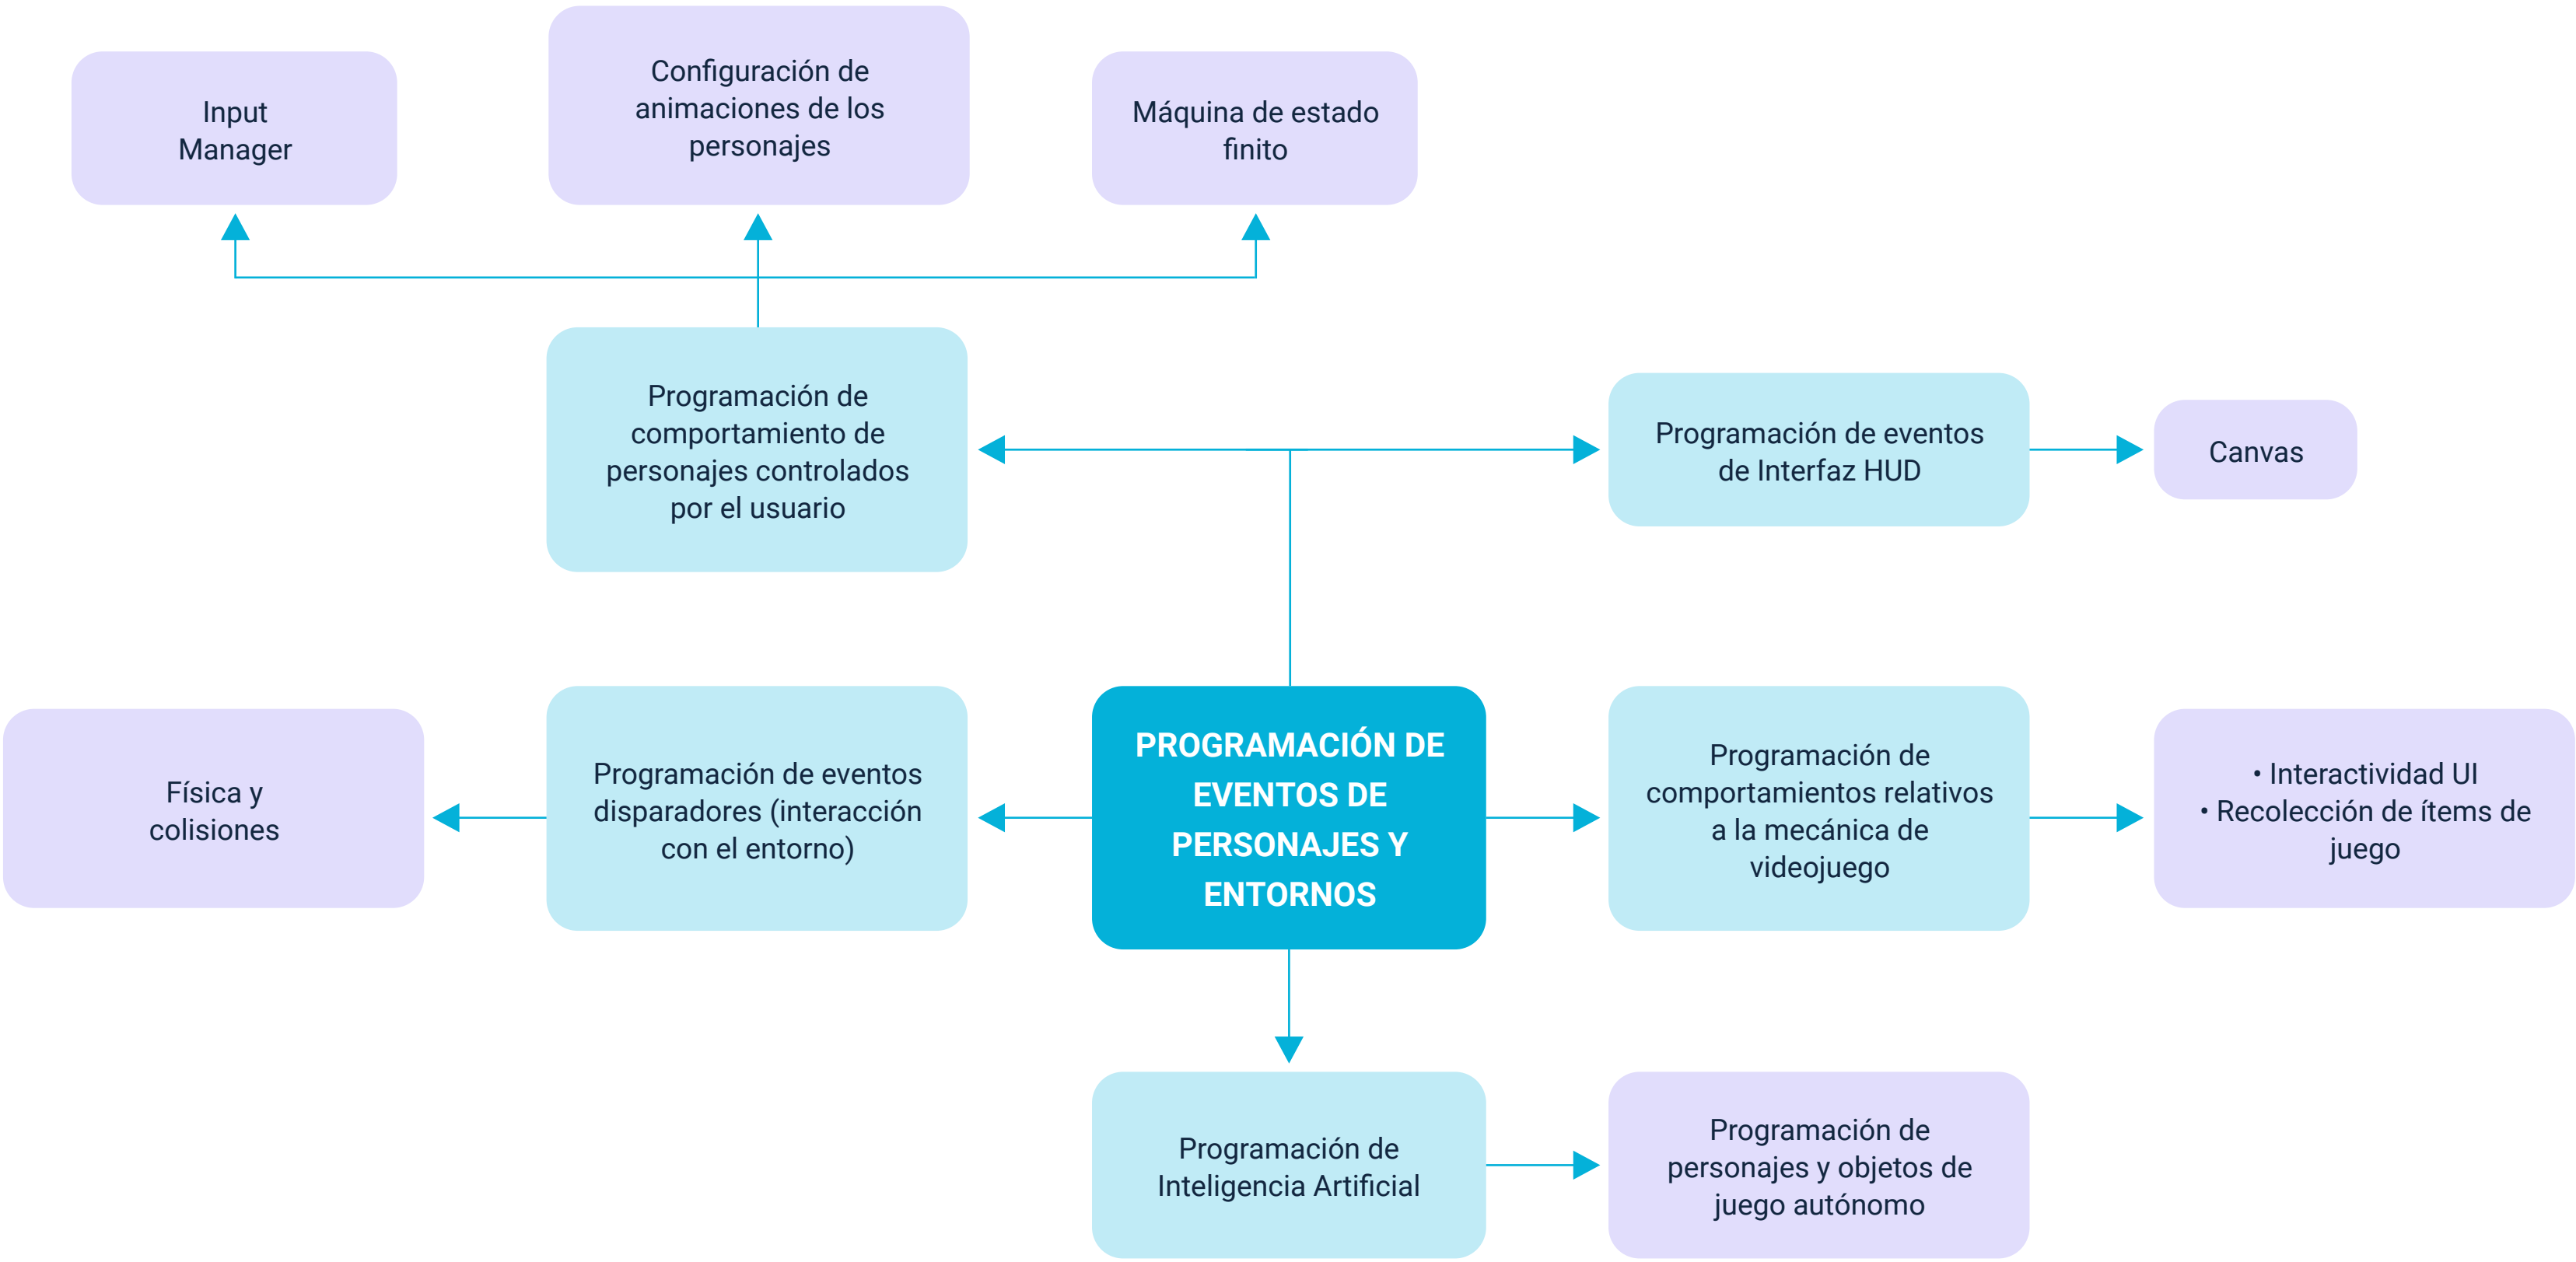 Input
Manager
Configuración de
animaciones de los
personajes
Máquina de estado
finito
Programación de
comportamiento de
personajes controlados
por el usuario
Programación de eventos
de Interfaz HUD
Canvas
Física y
colisiones
Programación de eventos
disparadores (interacción
con el entorno)
PROGRAMACIÓN DE
EVENTOS DE
PERSONAJES Y
ENTORNOS
Programación de
comportamientos relativos
a la mecánica de
videojuego
• Interactividad UI
• Recolección de ítems de
juego
Programación de
Inteligencia Artificial
Programación de
personajes y objetos de
juego autónomo